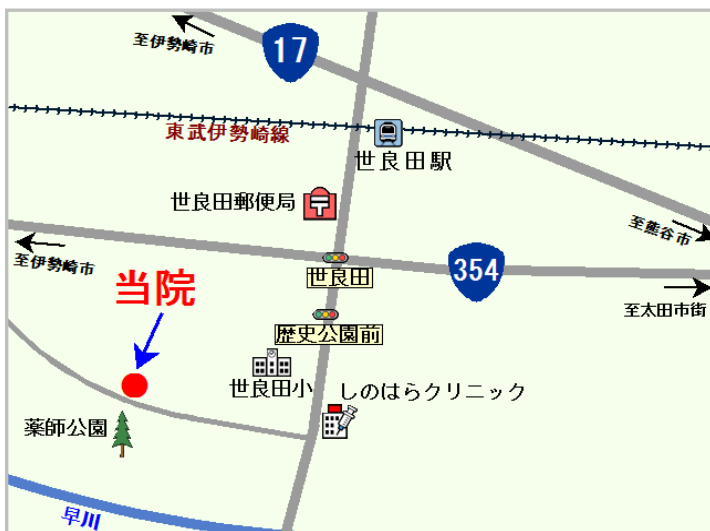 至伊勢崎市
17
東武伊勢崎線
世良田駅
世良田郵便局
至熊谷市
至伊勢崎市
世良田
354
当院
至太田市街
歴史公園前
世良田小
しのはらクリニック
薬師公園
早川